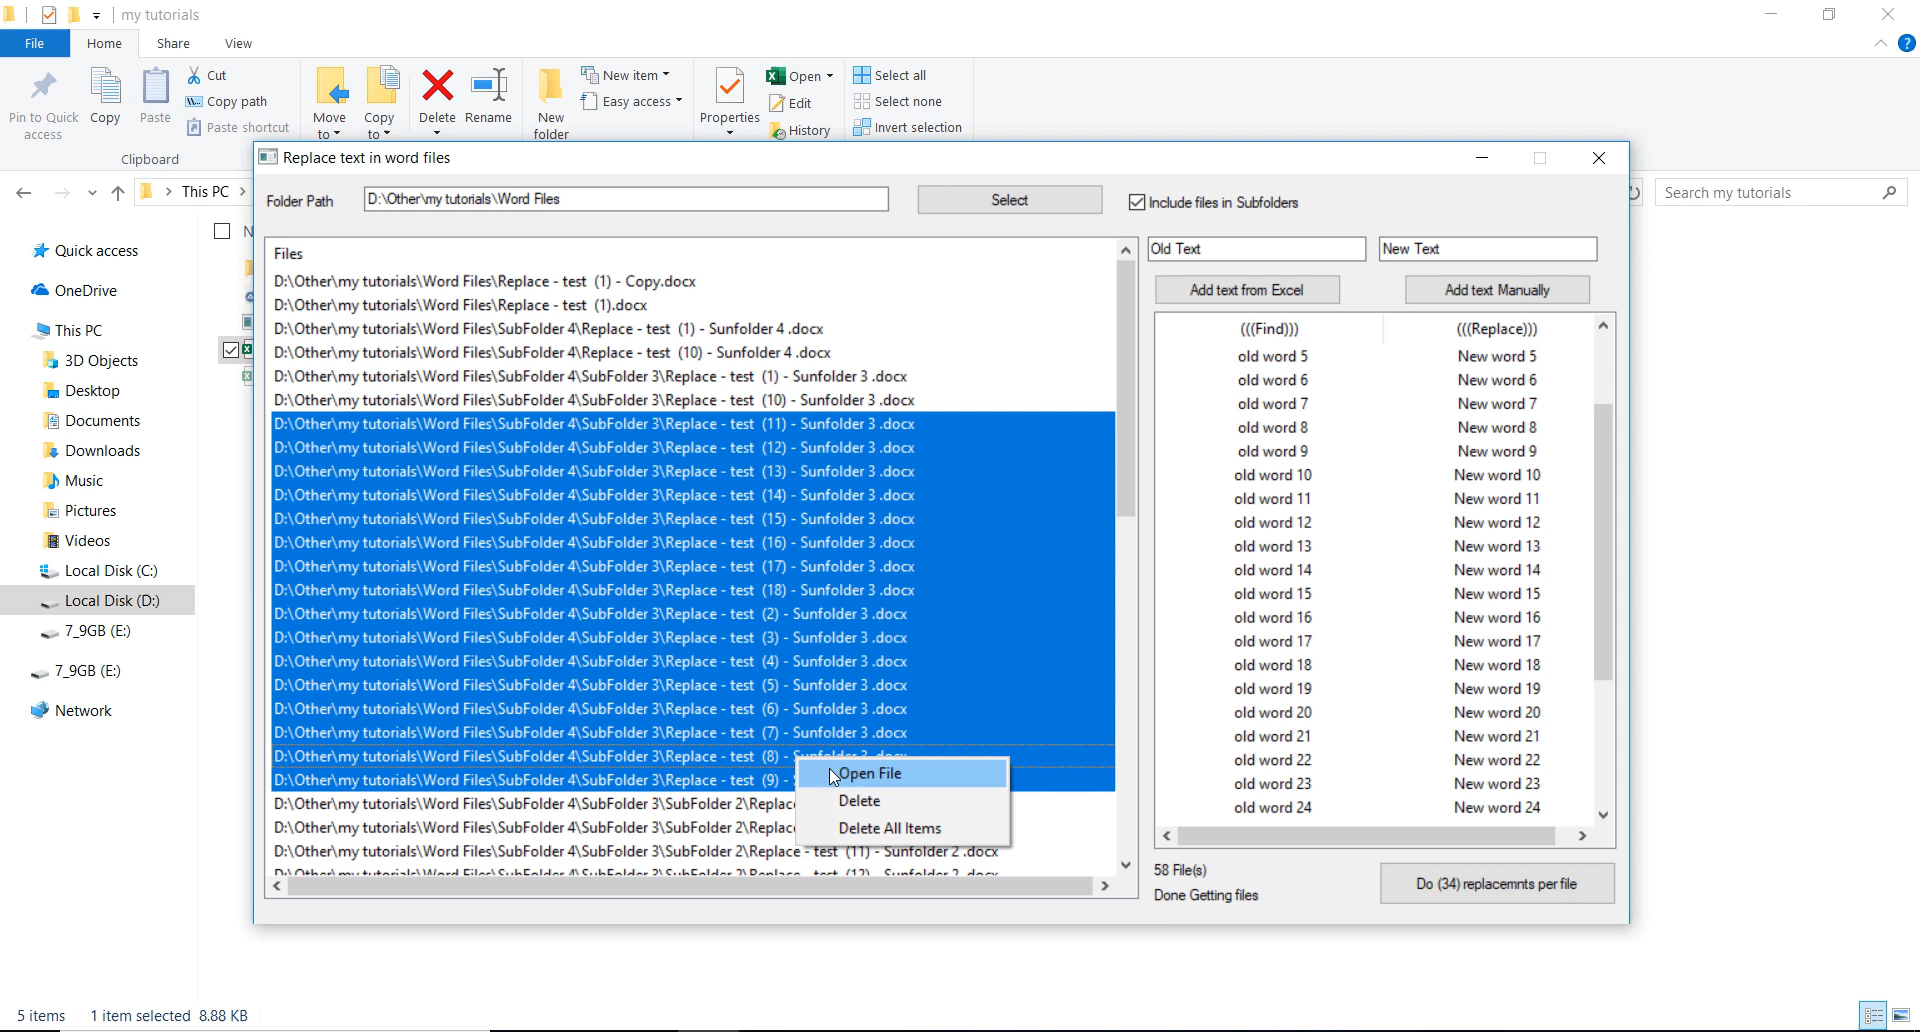 my tutorials
File Home Share View
Pin to Quick access
Copy
Paste
Cut
Copy path
Paste shortcut
Clipboard
Move to
Copy to
Delete
Rename
New folder
New item
Easy access
Properties
Open
Edit
History
Select all
Select none
Invert selection
This PC
Search my tutorials
Quick access
OneDrive
This PC
3D Objects
Desktop
Documents
Downloads
Music
Pictures
Videos
Local Disk (C:)
Local Disk (D:)
7_9GB (E:)
7_9GB (E:)
Network
Replace text in word files
Folder Path D:\Other\my tutorials\Word Files Select Include files in Subfolders
Files
D:\Other\my tutorials\Word Files\Replace - test (1) - Copy.docx
D:\Other\my tutorials\Word Files\Replace - test (1).docx
D:\Other\my tutorials\Word Files\SubFolder 4\Replace - test (1) - Sunfolder 4 .docx
D:\Other\my tutorials\Word Files\SubFolder 4\Replace - test (10) - Sunfolder 4 .docx
D:\Other\my tutorials\Word Files\SubFolder 4\SubFolder 3\Replace - test (1) - Sunfolder 3 .docx
D:\Other\my tutorials\Word Files\SubFolder 4\SubFolder 3\Replace - test (10) - Sunfolder 3 .docx
D:\Other\my tutorials\Word Files\SubFolder 4\SubFolder 3\Replace - test (11) - Sunfolder 3 .docx
D:\Other\my tutorials\Word Files\SubFolder 4\SubFolder 3\Replace - test (12) - Sunfolder 3 .docx
D:\Other\my tutorials\Word Files\SubFolder 4\SubFolder 3\Replace - test (13) - Sunfolder 3 .docx
D:\Other\my tutorials\Word Files\SubFolder 4\SubFolder 3\Replace - test (14) - Sunfolder 3 .docx
D:\Other\my tutorials\Word Files\SubFolder 4\SubFolder 3\Replace - test (15) - Sunfolder 3 .docx
D:\Other\my tutorials\Word Files\SubFolder 4\SubFolder 3\Replace - test (16) - Sunfolder 3 .docx
D:\Other\my tutorials\Word Files\SubFolder 4\SubFolder 3\Replace - test (17) - Sunfolder 3 .docx
D:\Other\my tutorials\Word Files\SubFolder 4\SubFolder 3\Replace - test (18) - Sunfolder 3 .docx
D:\Other\my tutorials\Word Files\SubFolder 4\SubFolder 3\Replace - test (2) - Sunfolder 3 .docx
D:\Other\my tutorials\Word Files\SubFolder 4\SubFolder 3\Replace - test (3) - Sunfolder 3 .docx
D:\Other\my tutorials\Word Files\SubFolder 4\SubFolder 3\Replace - test (4) - Sunfolder 3 .docx
D:\Other\my tutorials\Word Files\SubFolder 4\SubFolder 3\Replace - test (5) - Sunfolder 3 .docx
D:\Other\my tutorials\Word Files\SubFolder 4\SubFolder 3\Replace - test (6) - Sunfolder 3 .docx
D:\Other\my tutorials\Word Files\SubFolder 4\SubFolder 3\Replace - test (7) - Sunfolder 3 .docx
D:\Other\my tutorials\Word Files\SubFolder 4\SubFolder 3\Replace - test (8) - Sunfolder 3 .docx
D:\Other\my tutorials\Word Files\SubFolder 4\SubFolder 3\Replace - test (9) -
D:\Other\my tutorials\Word Files\SubFolder 4\SubFolder 3\SubFolder 2\Replac
D:\Other\my tutorials\Word Files\SubFolder 4\SubFolder 3\SubFolder 2\Replac
D:\Other\my tutorials\Word Files\SubFolder 4\SubFolder 3\SubFolder 2\Replace - test (11) - Sunfolder 2 .docx
D:\Other\my tutorials\Word Files\SubFolder 4\SubFolder 3\SubFolder 2\Replace - test (12) - Sunfolder 2 .docx
Open File
Delete
Delete All Items
Old Text New Text
Add text from Excel Add text Manually
(((Find))) (((Replace)))
old word 5 New word 5
old word 6 New word 6
old word 7 New word 7
old word 8 New word 8
old word 9 New word 9
old word 10 New word 10
old word 11 New word 11
old word 12 New word 12
old word 13 New word 13
old word 14 New word 14
old word 15 New word 15
old word 16 New word 16
old word 17 New word 17
old word 18 New word 18
old word 19 New word 19
old word 20 New word 20
old word 21 New word 21
old word 22 New word 22
old word 23 New word 23
old word 24 New word 24
58 File(s)
Done Getting files
Do (34) replacemnts per file
5 items 1 item selected 8.88 KB